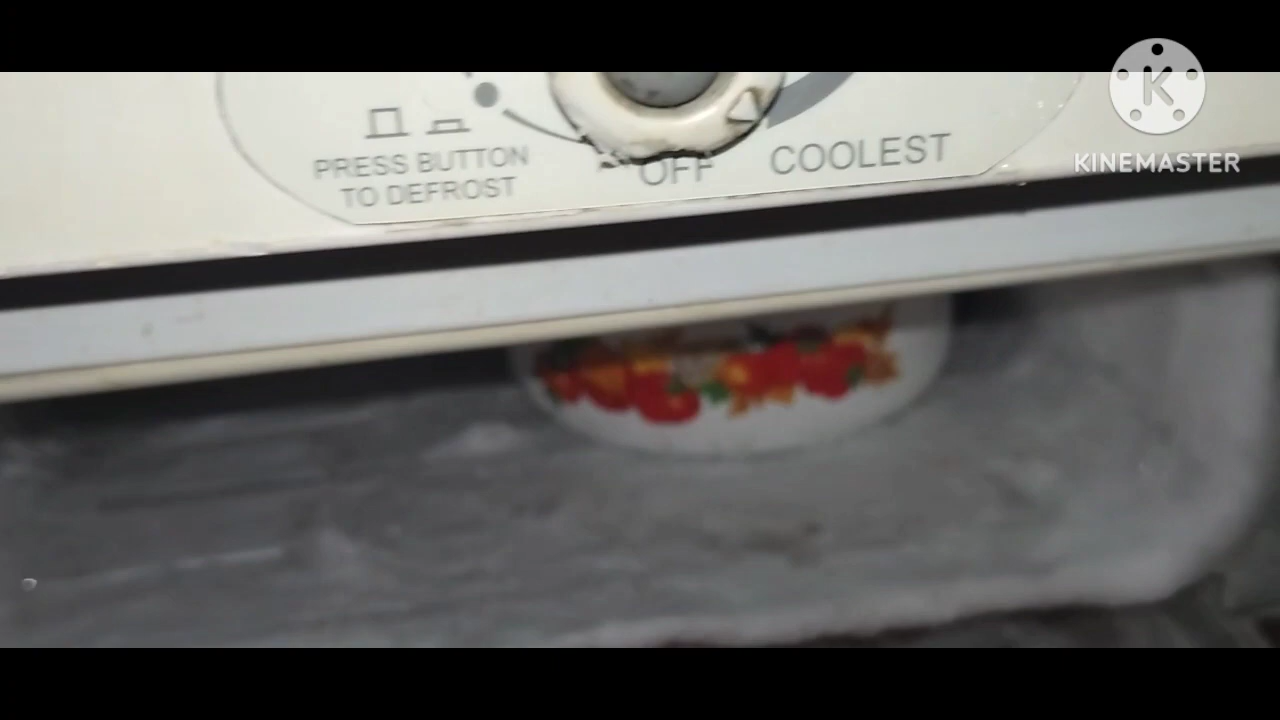 PRESS BUTTON
TO DEFROST
OFF
COOLEST
K
KINEMASTER